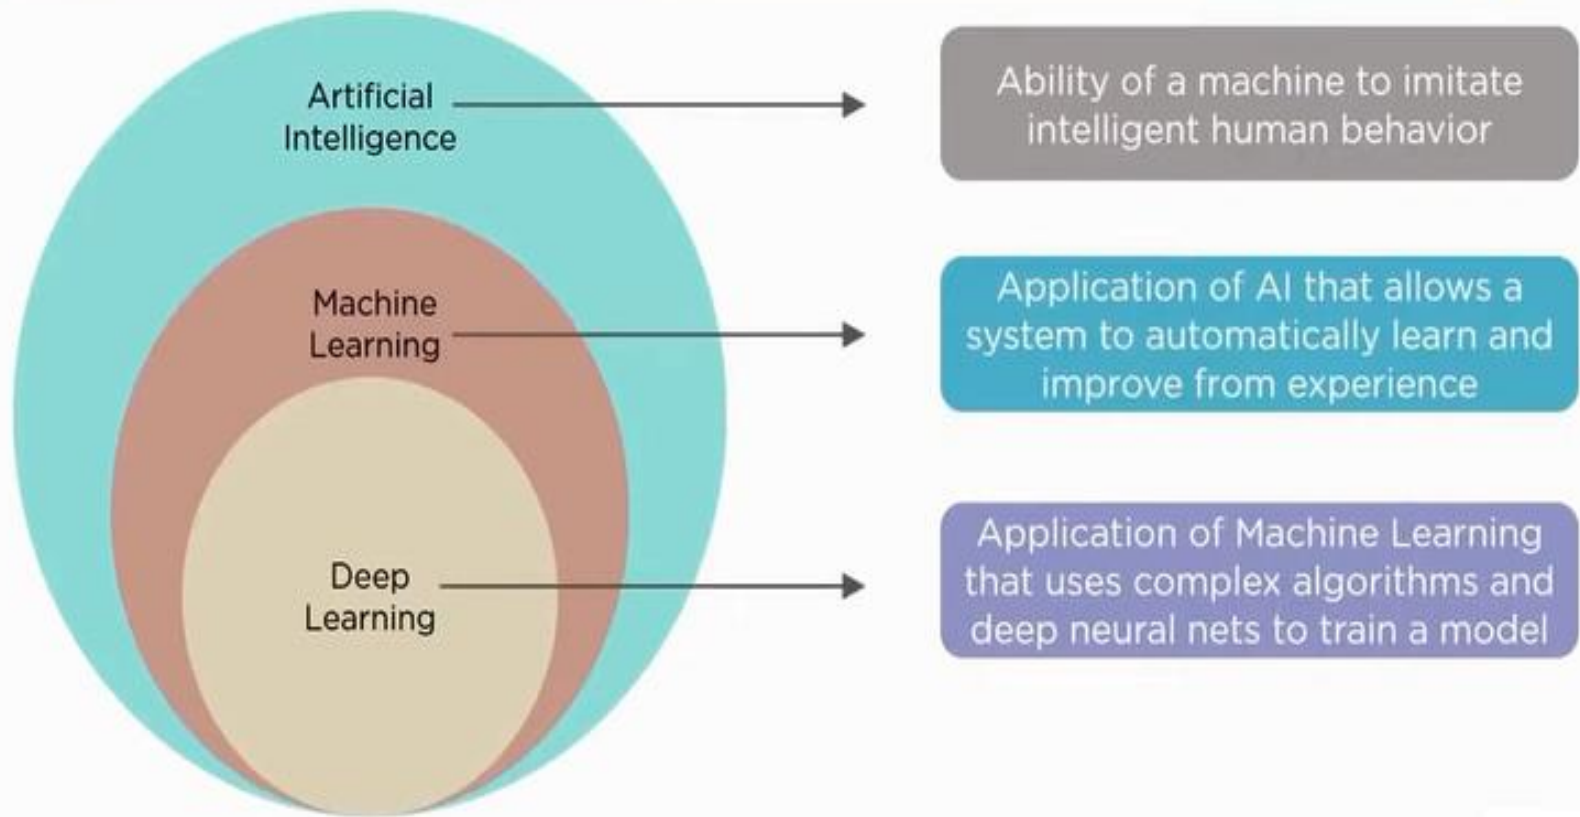 Artificial
Intelligence
Ability of a machine to imitate
intelligent human behavior
Machine
Learning
Application of AI that allows a
system to automatically learn and
improve from experience
Deep
Learning
Application of Machine Learning
that uses complex algorithms and
deep neural nets to train a model